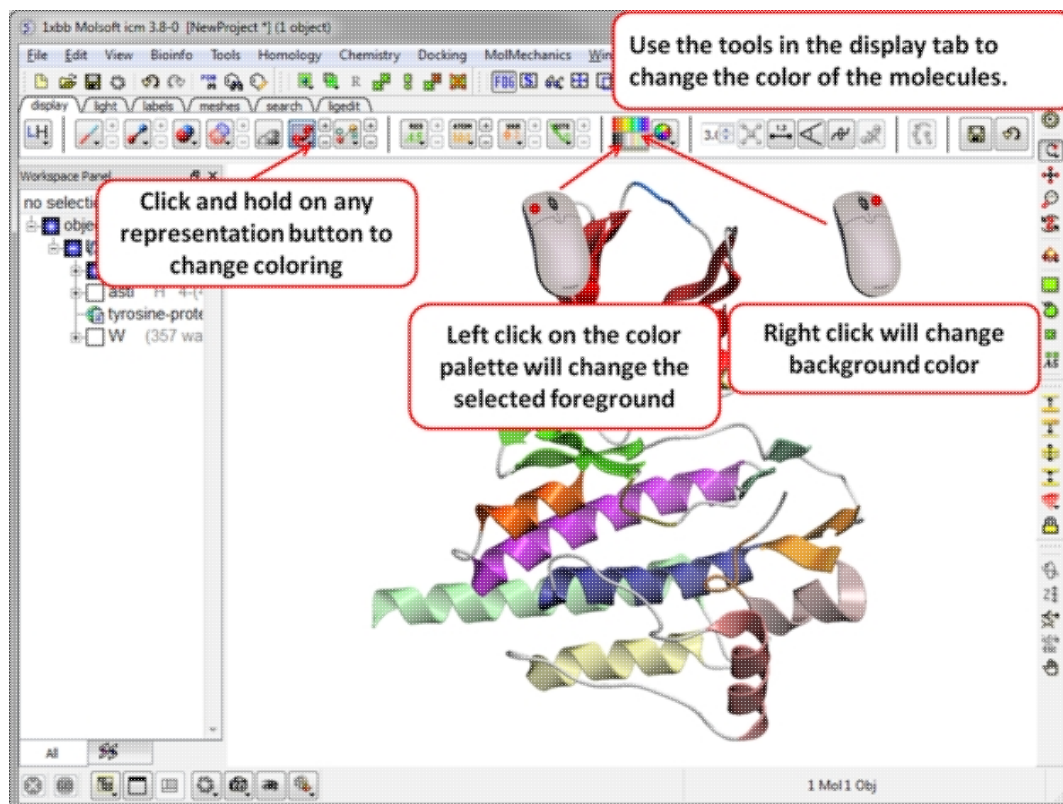 1xbb Molsoft icm 3.8-0 [NewProject *] (1 object)
File Edit View Bioinfo Tools Homology Chemistry Docking MolMechanics
Use the tools in the display tab to
change the color of the molecules.
display light labels meshes search ligedit
Workspace Panel
no selecti
Click and hold on any
representation button to
change coloring
tyrosine-prote
W (357 wa
Left click on the color
palette will change the
selected foreground
Right click will change
background color
All
1 Mol 1 Obj